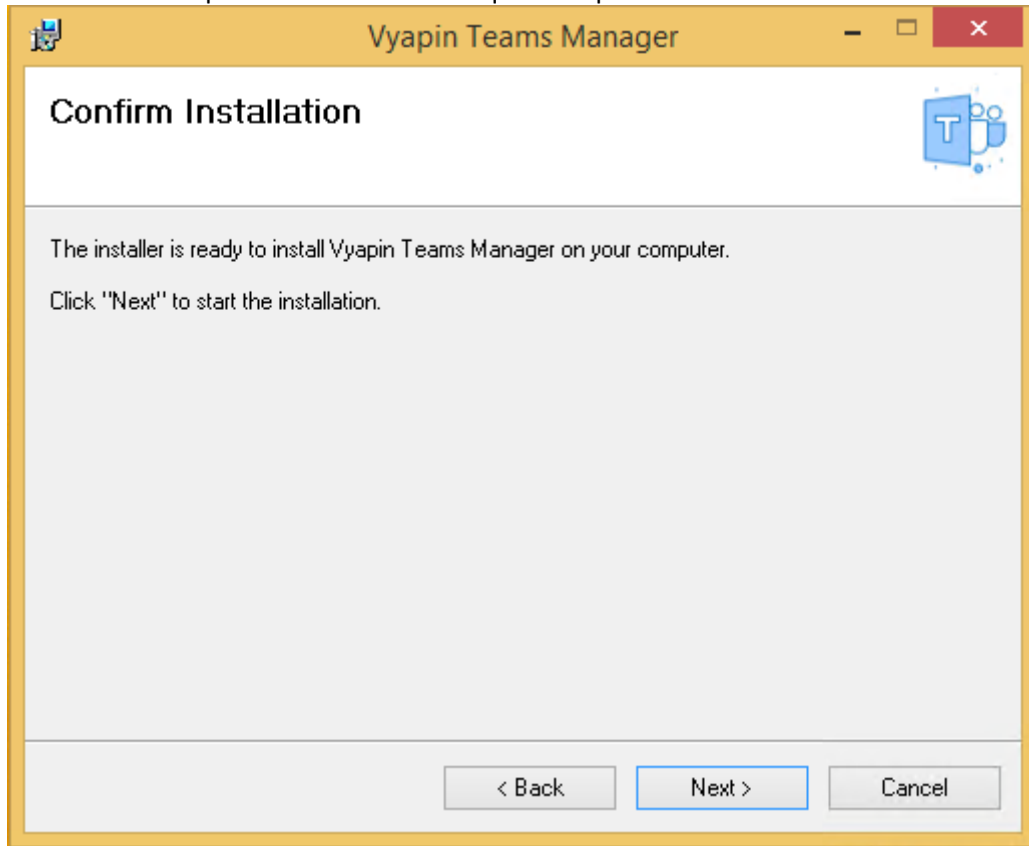 Vyapin Teams Manager
Confirm Installation
T
The installer is ready to install Vyapin Teams Manager on your computer.
Click "Next" to start the installation.
< Back
Next >
Cancel